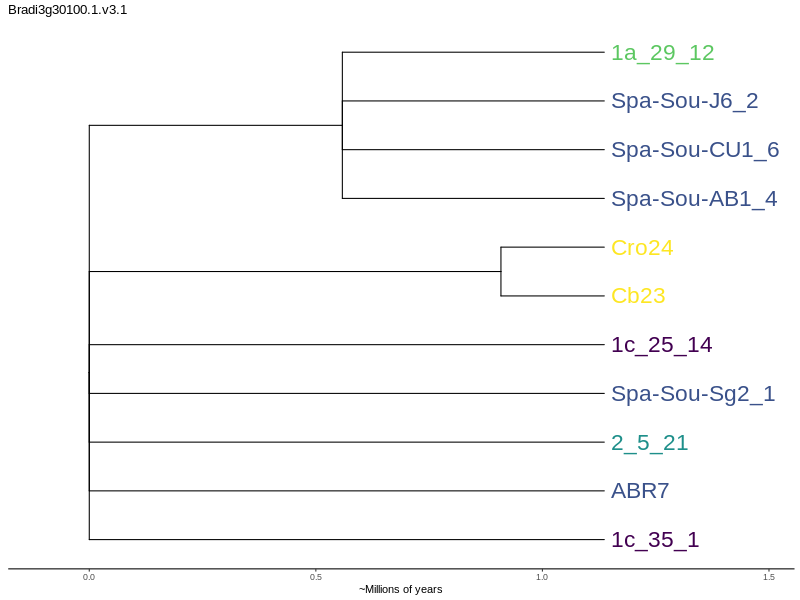 Bradi3g30100.1.v3.1
1a_29_12
Spa-Sou-J6_2
Spa-Sou-CU1_6
Spa-Sou-AB1_4
Cro24
Cb23
1c_25_14
Spa-Sou-Sg2_1
2_5_21
ABR7
1c_35_1
0.0 0.5 1.0 1.5
~Millions of years